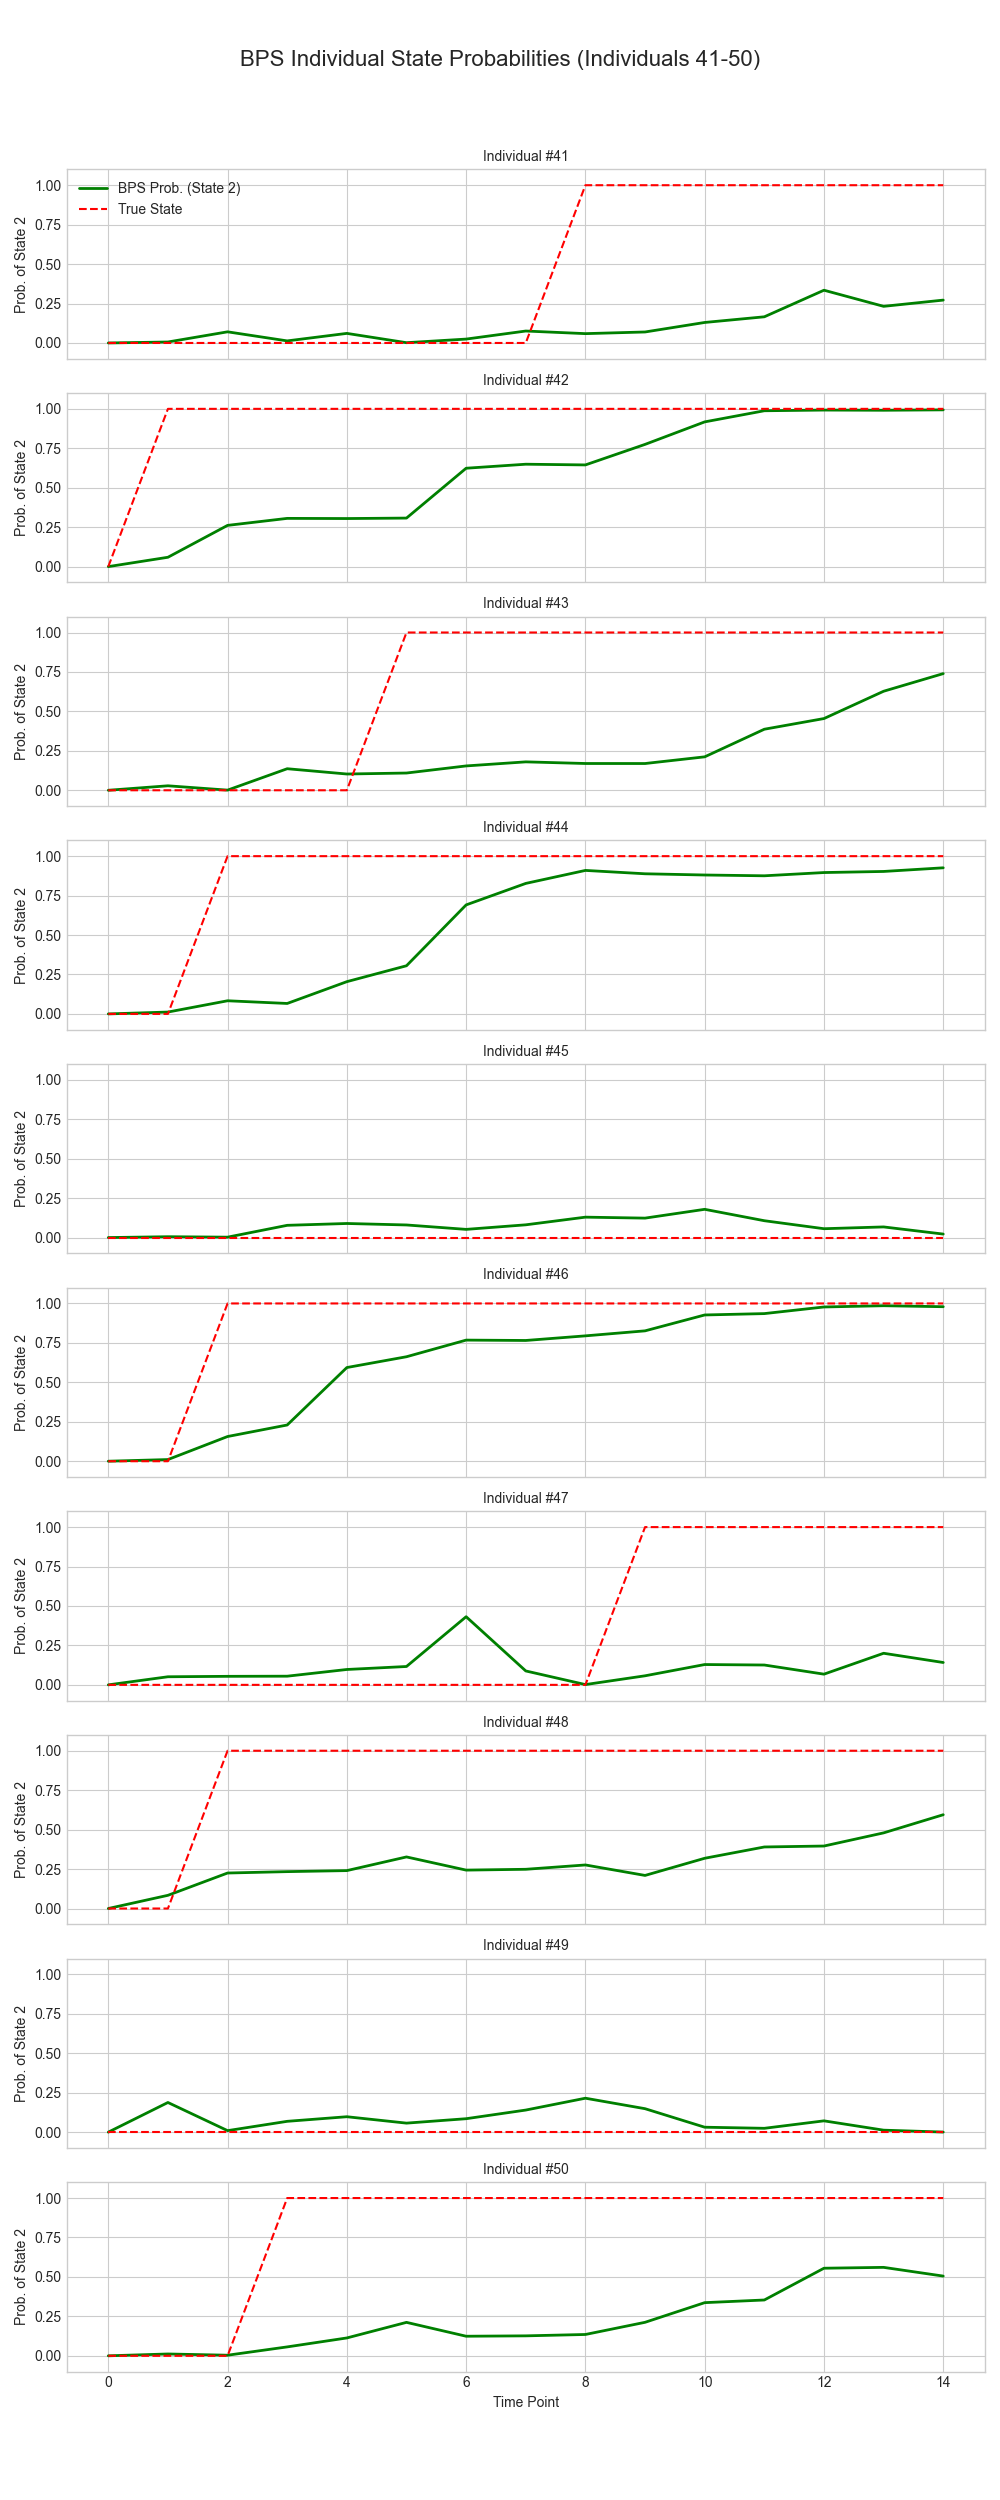 BPS Individual State Probabilities (Individuals 41-50)
Individual #41
BPS Prob. (State 2)
True State
Prob. of State 2
1.00
0.75
0.50
0.25
0.00
Individual #42
Prob. of State 2
1.00
0.75
0.50
0.25
0.00
Individual #43
Prob. of State 2
1.00
0.75
0.50
0.25
0.00
Individual #44
Prob. of State 2
1.00
0.75
0.50
0.25
0.00
Individual #45
Prob. of State 2
1.00
0.75
0.50
0.25
0.00
Individual #46
Prob. of State 2
1.00
0.75
0.50
0.25
0.00
Individual #47
Prob. of State 2
1.00
0.75
0.50
0.25
0.00
Individual #48
Prob. of State 2
1.00
0.75
0.50
0.25
0.00
Individual #49
Prob. of State 2
1.00
0.75
0.50
0.25
0.00
Individual #50
Prob. of State 2
1.00
0.75
0.50
0.25
0.00
0 2 4 6 8 10 12 14
Time Point